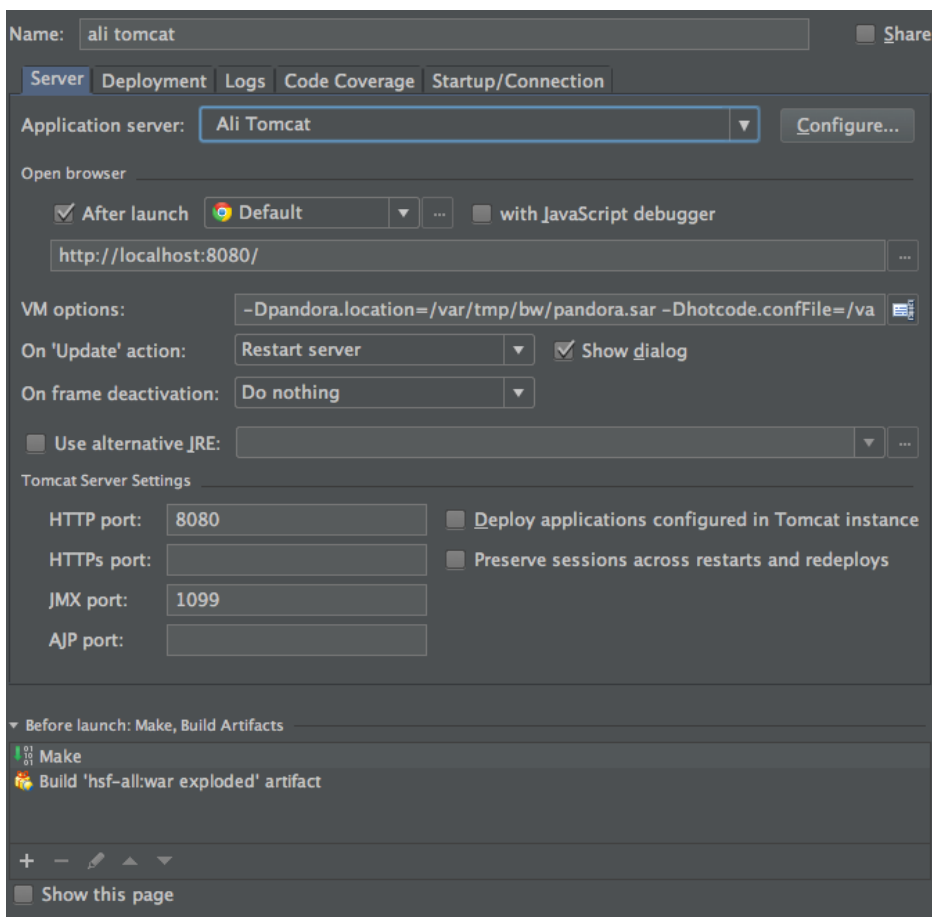 Name: ali tomcat Share
Server Deployment Logs Code Coverage Startup/Connection
Application server: Ali Tomcat Configure...
Open browser
After launch Default ... with JavaScript debugger
http://localhost:8080/ ...
VM options: -Dpandora.location=/var/tmp/bw/pandora.sar -Dhotcode.confFile=/va
On 'Update' action: Restart server Show dialog
On frame deactivation: Do nothing
Use alternative JRE: ...
Tomcat Server Settings
HTTP port: 8080 Deploy applications configured in Tomcat instance
HTTPs port: Preserve sessions across restarts and redeploys
JMX port: 1099
AJP port:
Before launch: Make, Build Artifacts
Make
Build 'hsf-all:war exploded' artifact
Show this page